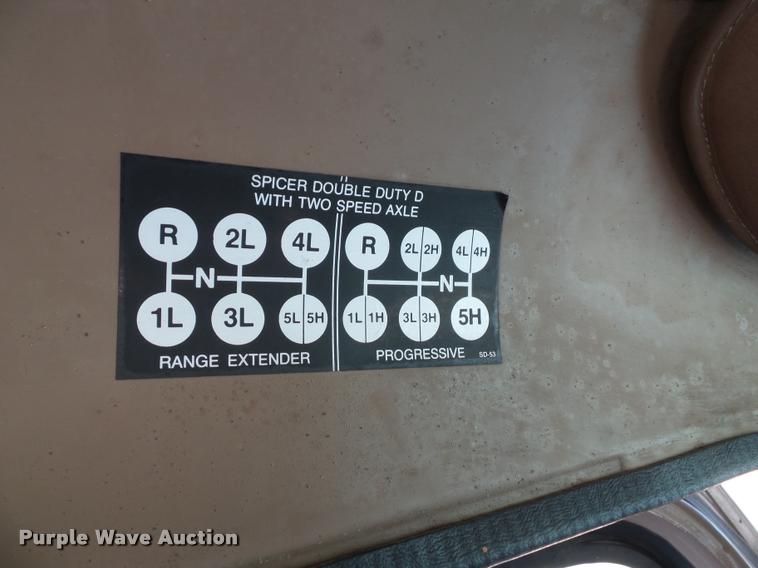 SPICER DOUBLE DUTY D
WITH TWO SPEED AXLE
R 2L 4L
N
1L 3L 5L 5H
RANGE EXTENDER
R 2L 2H 4L 4H
N
1L 1H 3L 3H 5H
PROGRESSIVE
SD-53
Purple Wave Auction®